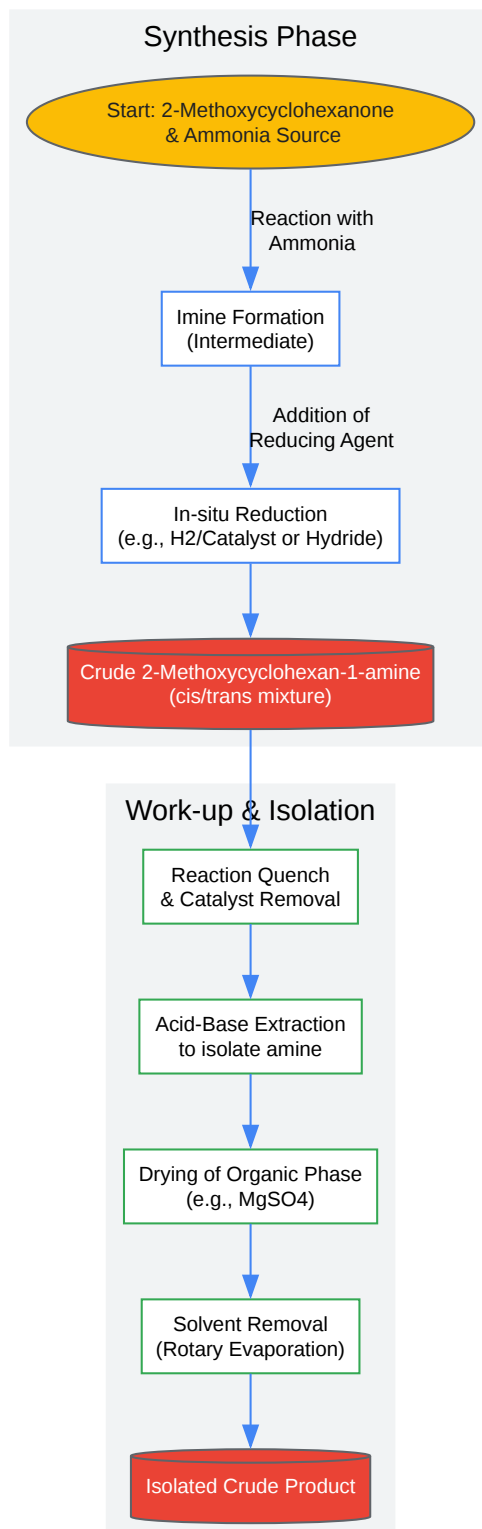 Synthesis Phase
Start: 2-Methoxycyclohexanone
& Ammonia Source
Reaction with
Ammonia
Imine Formation
(Intermediate)
Addition of
Reducing Agent
In-situ Reduction
(e.g., H2/Catalyst or Hydride)
Crude 2-Methoxycyclohexan-1-amine
(cis/trans mixture)
Work-up & Isolation
Reaction Quench
& Catalyst Removal
Acid-Base Extraction
to isolate amine
Drying of Organic Phase
(e.g., MgSO4)
Solvent Removal
(Rotary Evaporation)
Isolated Crude Product